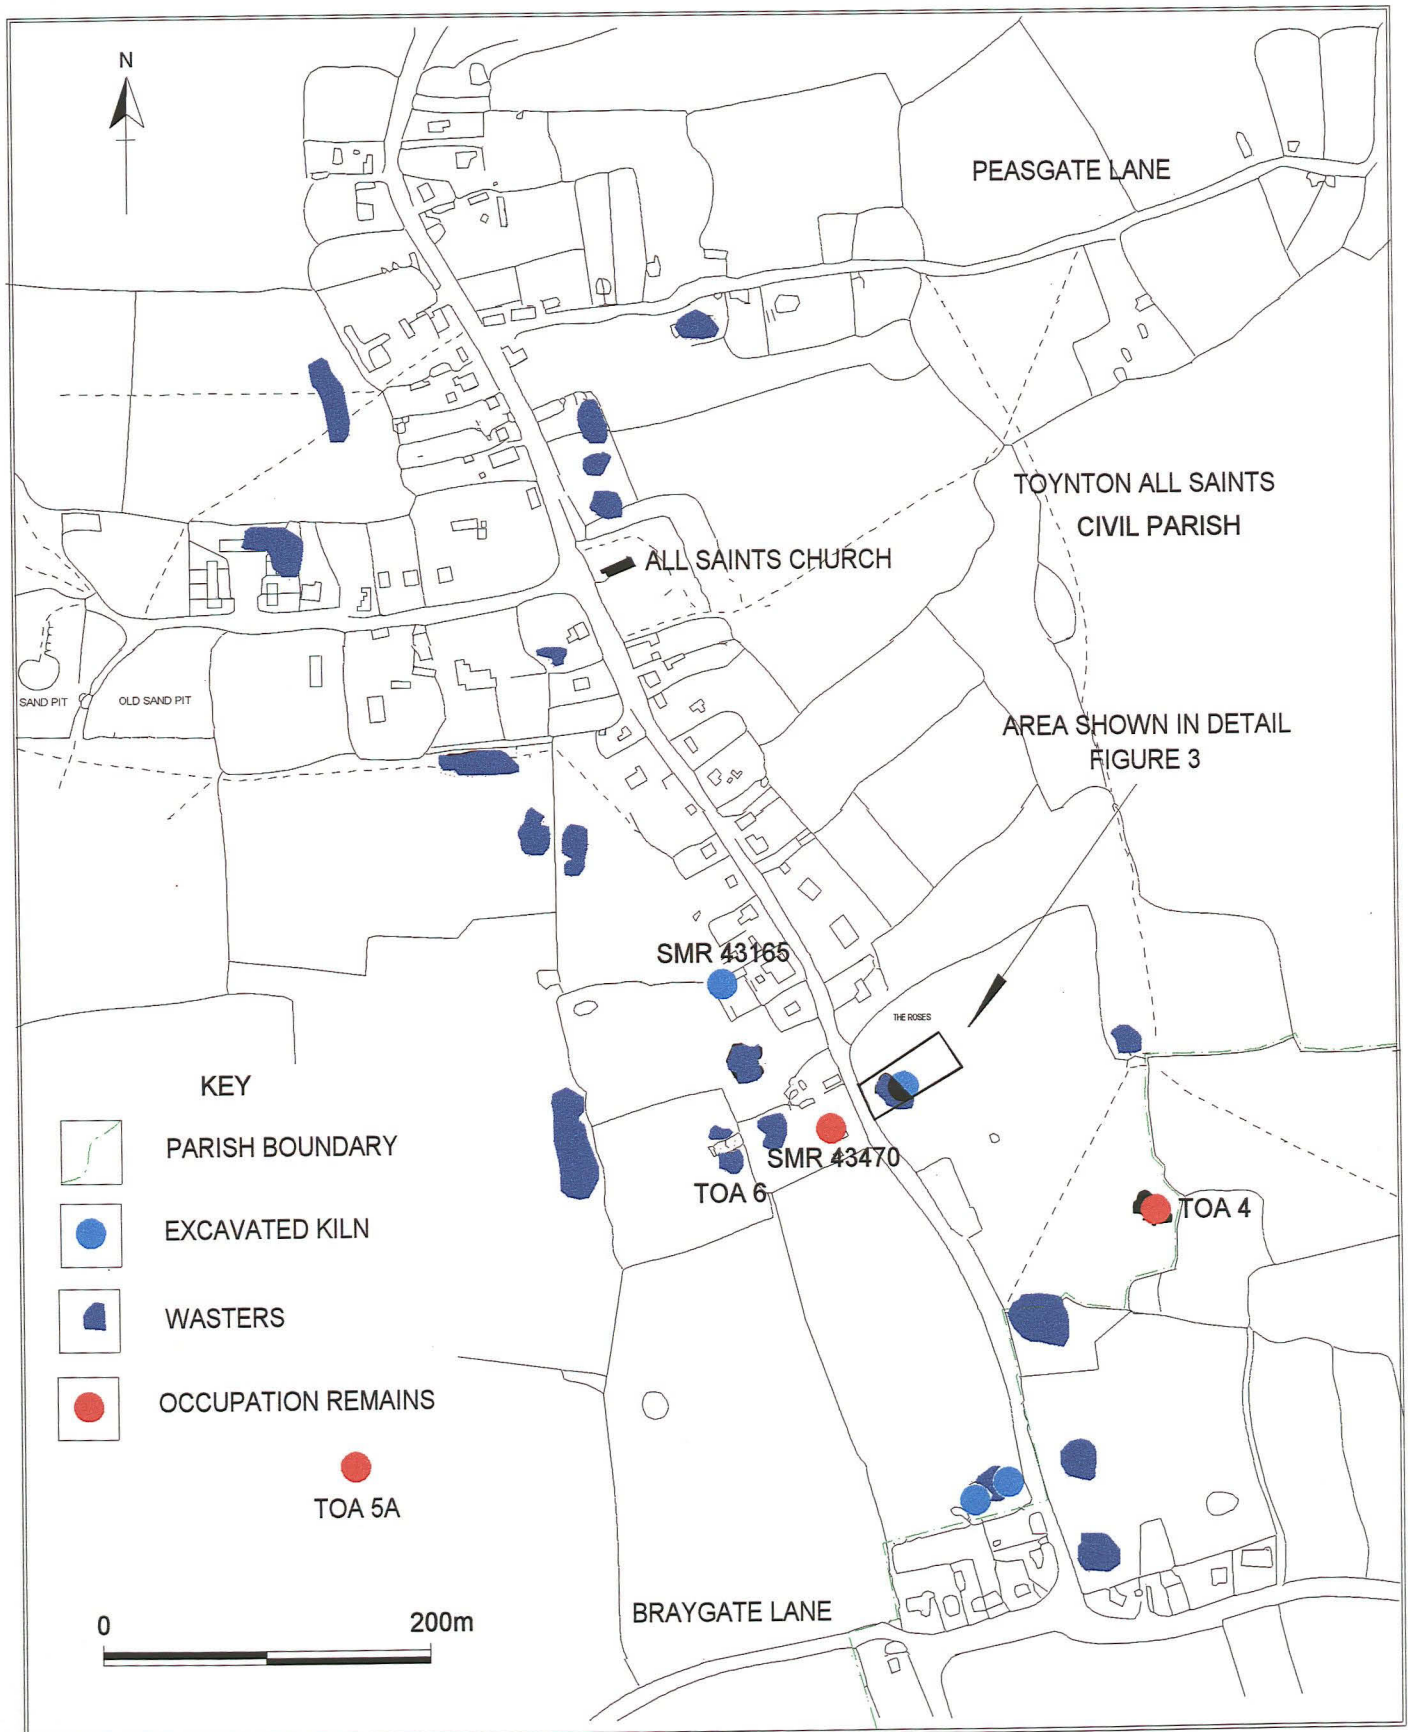 N
PEASGATE LANE
TOYNTON ALL SAINTS
CIVIL PARISH
ALL SAINTS CHURCH
SAND PIT
OLD SAND PIT
AREA SHOWN IN DETAIL
FIGURE 3
SMR 43165
THE ROSES
KEY
PARISH BOUNDARY
SMR 43470
TOA 6
TOA 4
EXCAVATED KILN
WASTERS
OCCUPATION REMAINS
TOA 5A
BRAYGATE LANE
0 200m